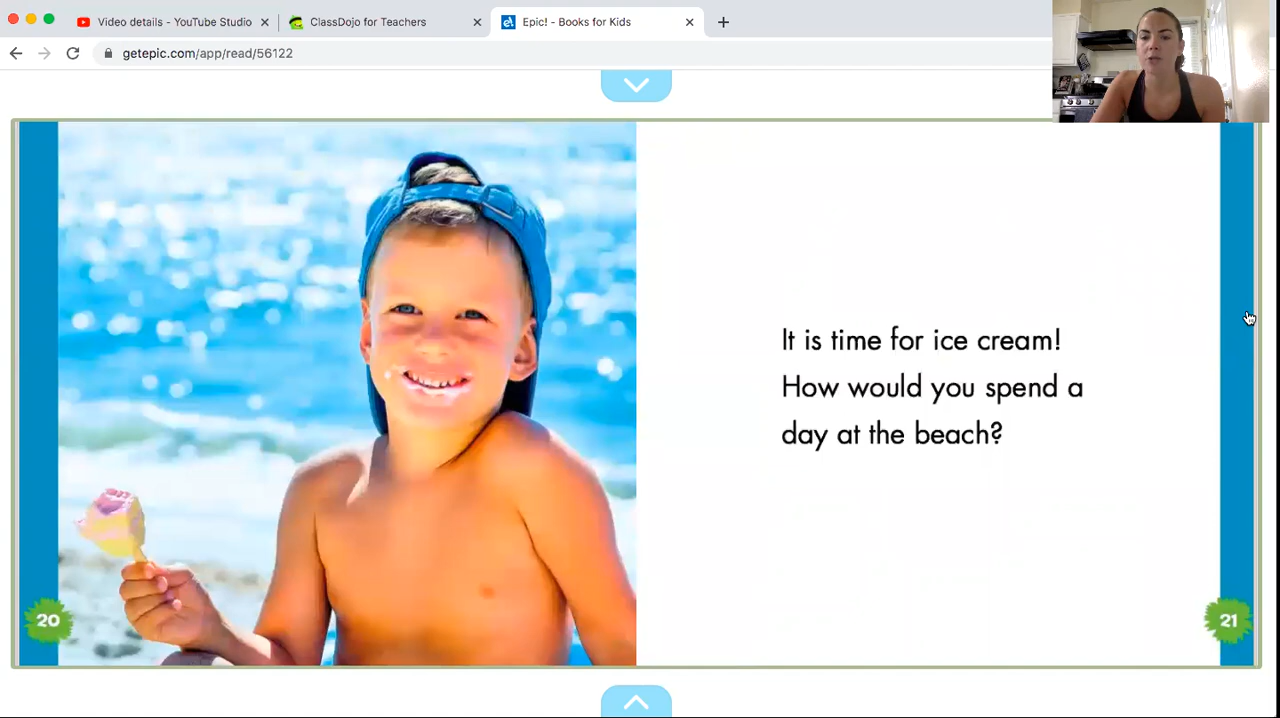 Video details - YouTube Studio
ClassDojo for Teachers
Epic! - Books for Kids
getepic.com/app/read/56122
It is time for ice cream!
How would you spend a
day at the beach?
20
21